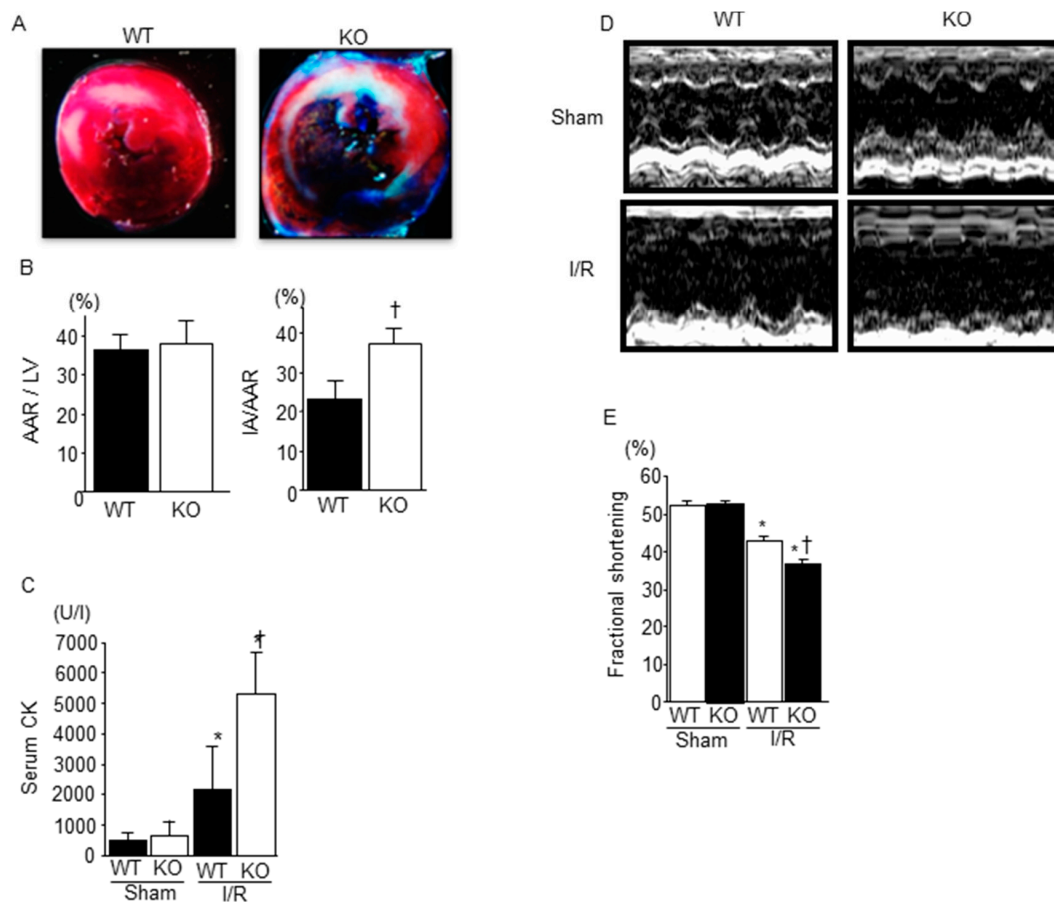 A
WT
KO
B
(%)
40
30
20
10
0
AAR / LV
WT
KO
(%)
†
40
30
20
10
0
IA/AAR
WT
KO
C
(U/l)
7000
6000
5000
4000
3000
2000
1000
0
Serum CK
*
*†
WT KO WT KO
Sham I/R
D
WT
KO
Sham
I/R
E
(%)
60
50
40
30
20
10
0
Fractional shortening
*
*†
WT KO WT KO
Sham I/R